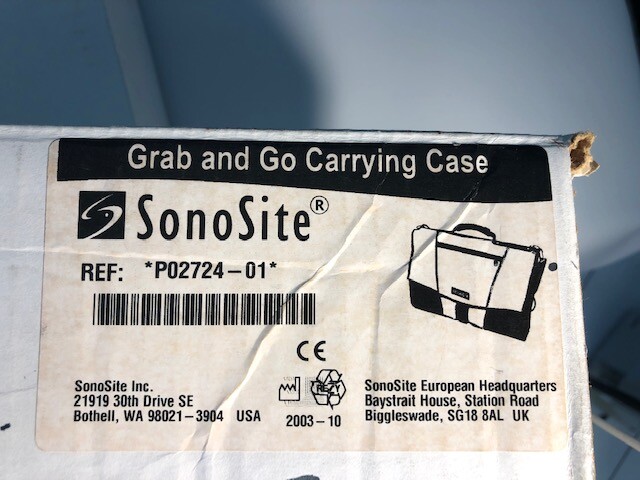 Grab and Go Carrying Case
SonoSite®
REF: *P02724-01*
CE
SonoSite Inc.
21919 30th Drive SE
Bothell, WA 98021-3904 USA
2003-10
SonoSite European Headquarters
Baystrait House, Station Road
Biggleswade, SG18 8AL UK